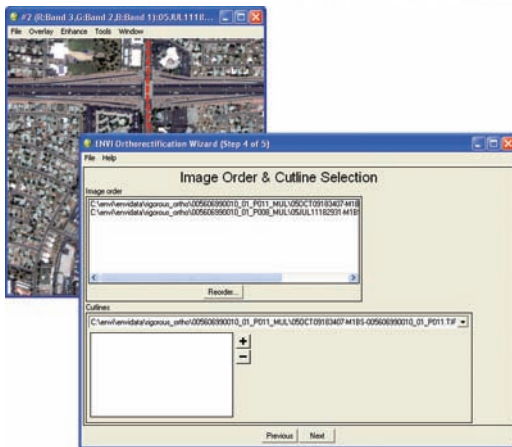 #2 (R:Band 3,G:Band 2,B:Band 1):05JUL1118...
File Overlay Enhance Tools Window
ENVI Orthorectification Wizard (Step 4 of 5)
File Help
Image Order & Cutline Selection
Image order
C:\envi\envidata\rigorous_ortho\005606990010_01_P011_MUL\05OCT09183407-M1B
C:\envi\envidata\rigorous_ortho\005606990010_01_P008_MUL\05JUL11182931-M1B
Reorder...
Cutlines
C:\envi\envidata\rigorous_ortho\005606990010_01_P011_MUL\05OCT09183407-M1BS-005606990010_01_P011.TIF
+
−
Previous Next